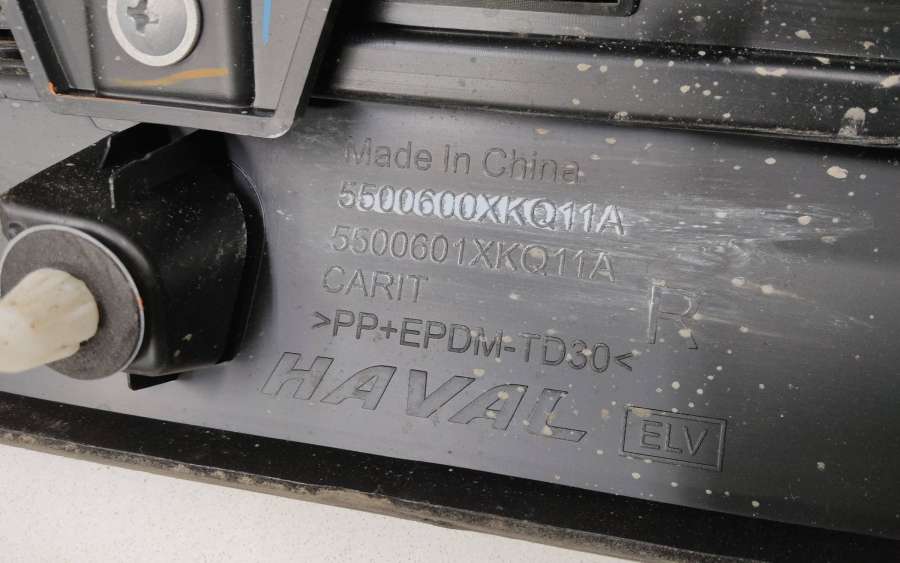 Made In China
5500600XKQ11A
5500601XKQ11A
CARIT
R
>PP+EPDM-TD30<
HAVAL
ELV